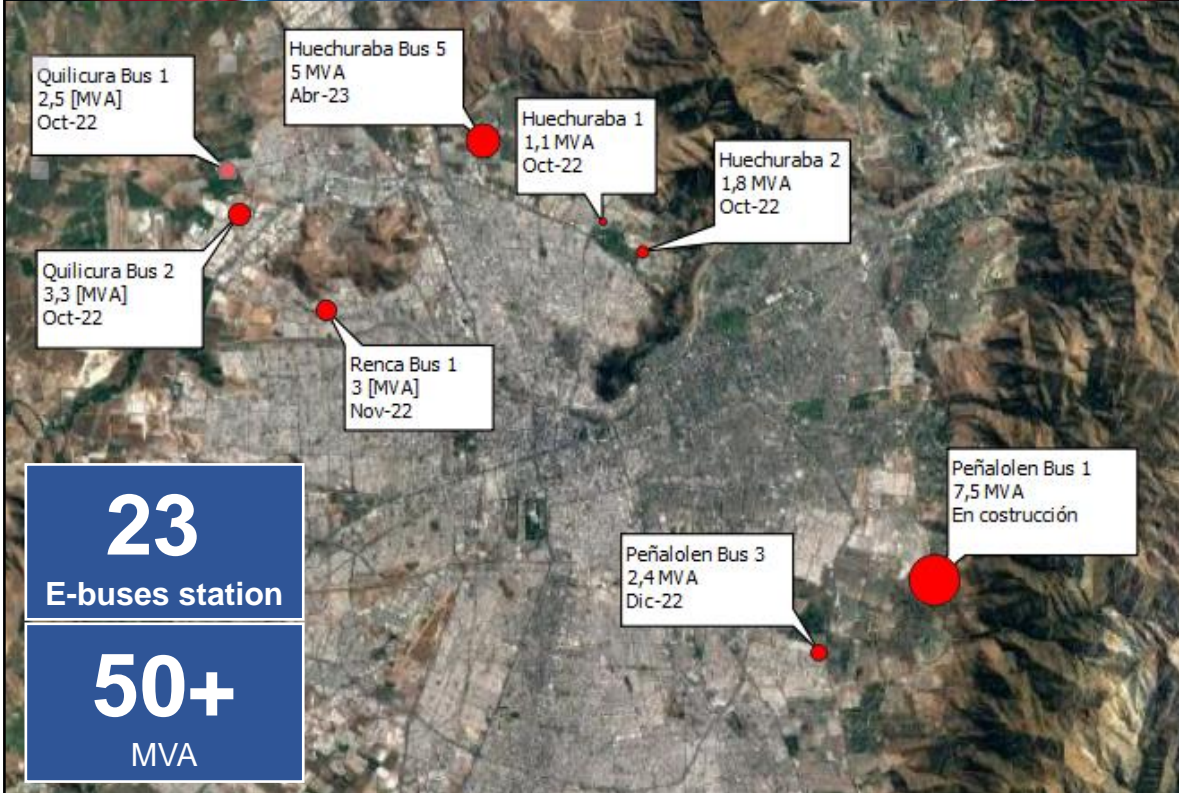 Quilicura Bus 1
2,5 [MVA]
Oct-22
Huechuraba Bus 5
5 MVA
Abr-23
Huechuraba 1
1,1 MVA
Oct-22
Huechuraba 2
1,8 MVA
Oct-22
Quilicura Bus 2
3,3 [MVA]
Oct-22
Renca Bus 1
3 [MVA]
Nov-22
Peñalolen Bus 1
7,5 MVA
En costrucción
Peñalolen Bus 3
2,4 MVA
Dic-22
23
E-buses station
50+
MVA